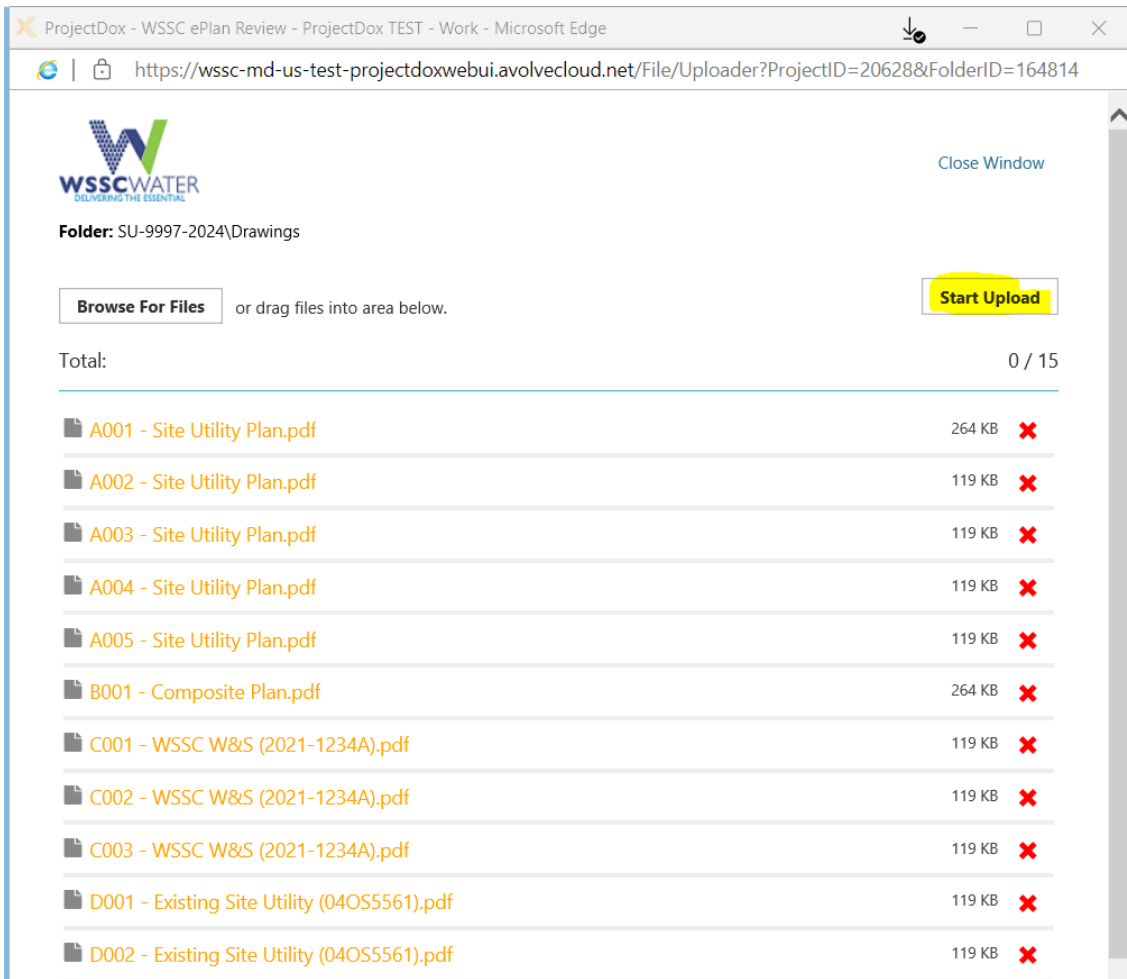 ProjectDox - WSSC ePlan Review - ProjectDox TEST - Work - Microsoft Edge
https://wssc-md-us-test-projectdoxwebui.avolvecloud.net/File/Uploader?ProjectID=20628&FolderID=164814
WSSCWATER
DELIVERING THE ESSENTIAL
Close Window
Folder: SU-9997-2024\Drawings
Browse For Files or drag files into area below. Start Upload
Total: 0 / 15
A001 - Site Utility Plan.pdf 264 KB
A002 - Site Utility Plan.pdf 119 KB
A003 - Site Utility Plan.pdf 119 KB
A004 - Site Utility Plan.pdf 119 KB
A005 - Site Utility Plan.pdf 119 KB
B001 - Composite Plan.pdf 264 KB
C001 - WSSC W&S (2021-1234A).pdf 119 KB
C002 - WSSC W&S (2021-1234A).pdf 119 KB
C003 - WSSC W&S (2021-1234A).pdf 119 KB
D001 - Existing Site Utility (04OS5561).pdf 119 KB
D002 - Existing Site Utility (04OS5561).pdf 119 KB